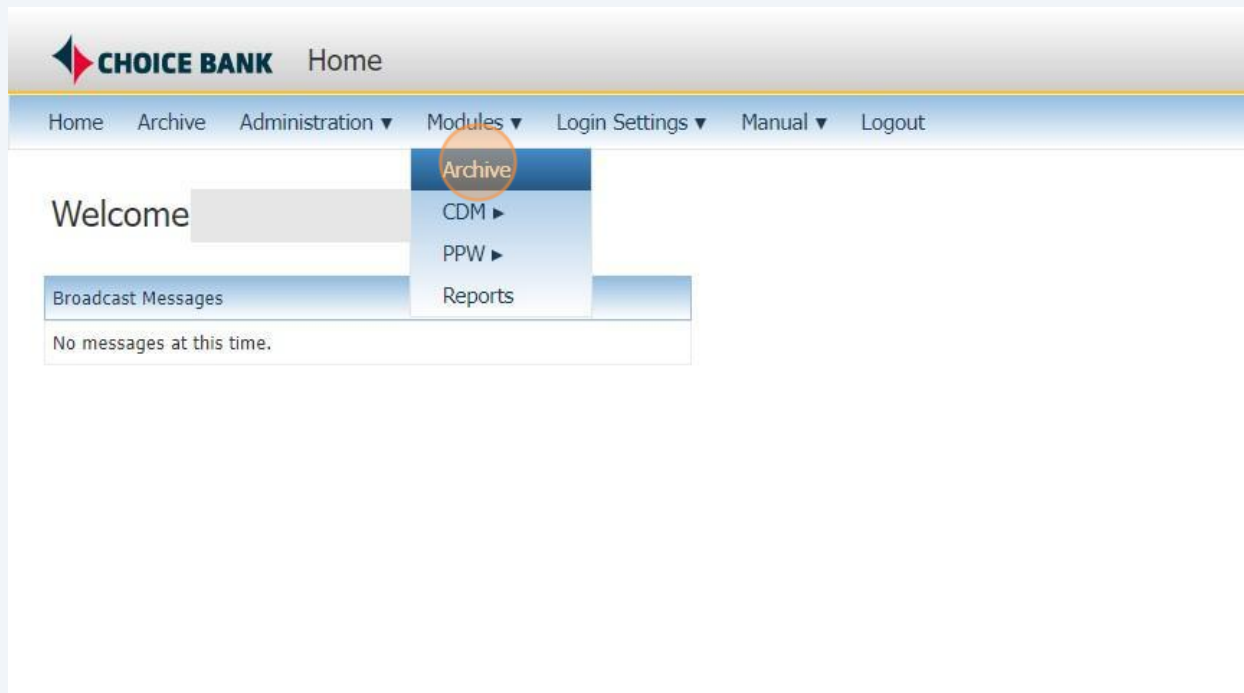 CHOICE BANK Home
Home Archive Administration ▼ Modules ▼ Login Settings ▼ Manual ▼ Logout
Archive
CDM ►
PPW ►
Reports
Welcome
Broadcast Messages
No messages at this time.